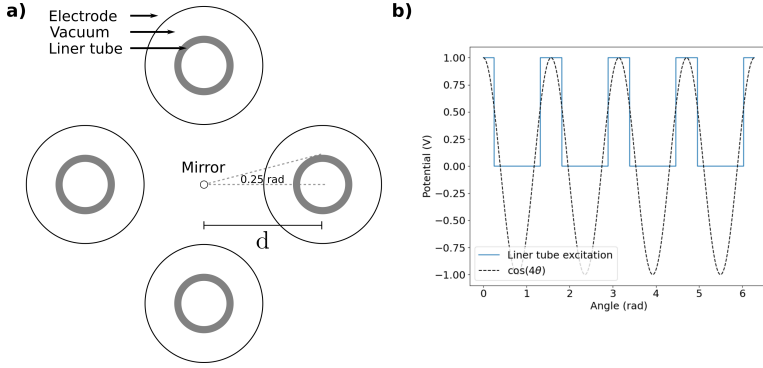 a)
Electrode
Vacuum
Liner tube
Mirror
0.25 rad
d
b)
Potential (V)
1.00
0.75
0.50
0.25
0.00
−0.25
−0.50
−0.75
−1.00
Liner tube excitation
cos(4θ)
0 1 2 3 4 5 6
Angle (rad)